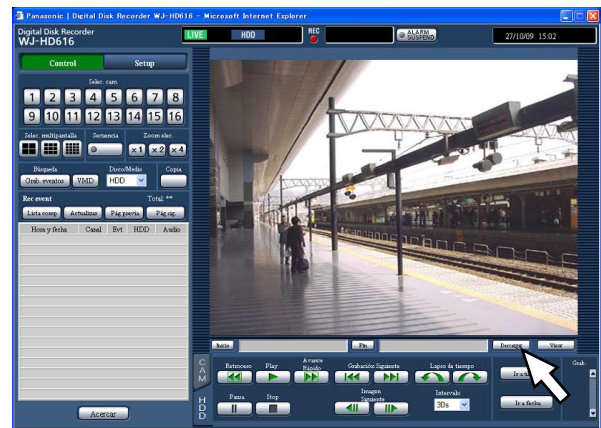 Panasonic | Digital Disk Recorder WJ-HD616 - Microsoft Internet Explorer
Digital Disk Recorder
WJ-HD616
LIVE
HDD
REC
ALARM SUSPEND
27/10/09 15:02
Control
Setup
Selec. cam.
1 2 3 4 5 6 7 8
9 10 11 12 13 14 15 16
Selec. multipantalla
Secuencia
Zoom elec.
x1 x2 x4
Búsqueda
Disco/Medio
Copia
Grab. eventos
VMD
HDD
Rec event
Total: **
Lista comp
Actualizar
Pág previa
Pág sig.
Hora y fecha
Canal
Evt
HDD
Audio
Acercar
Inicio
Fin
Descargar
Visor
CAM
HDD
Retroceso
Play
Avance Rápido
Grabación Siguiente
Lapso de tiempo
Pausa
Stop
Imagen Siguiente
Intervalo
30s
Ir a fecha
Grab.